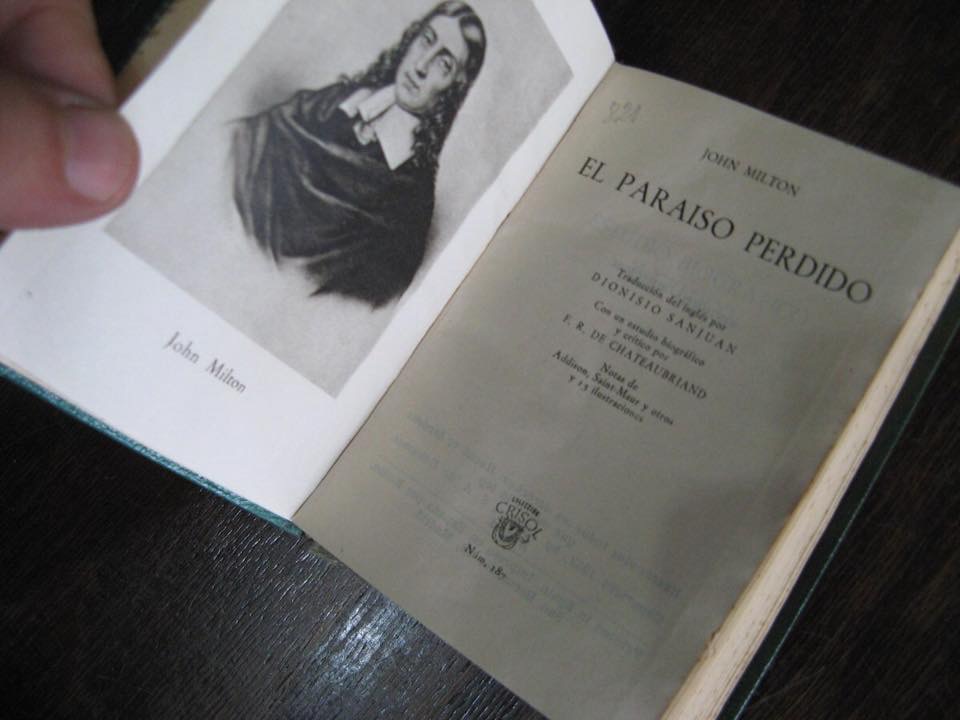 John Milton
JOHN MILTON
EL PARAISO PERDIDO
Traducción del inglés por
DIONISIO SANJUAN
Con un estudio biográfico
y crítico por
F. R. DE CHATEAUBRIAND
Notas de
Addison, Saint-Maur y otros
y 13 ilustraciones
CRISOL
Núm. 187